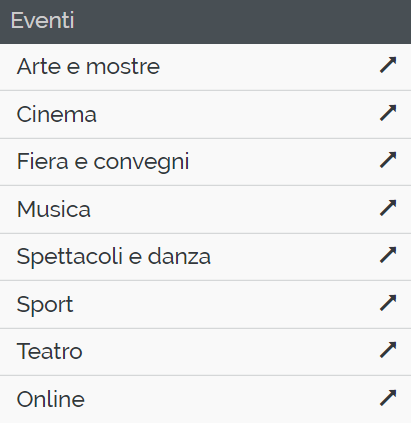 Eventi
Arte e mostre
Cinema
Fiera e convegni
Musica
Spettacoli e danza
Sport
Teatro
Online